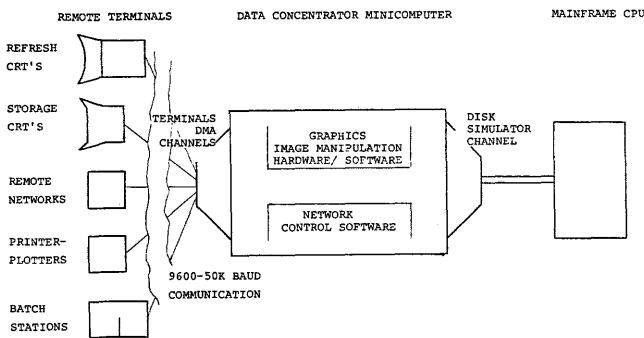 REMOTE TERMINALS
DATA CONCENTRATOR MINICOMPUTER
MAINFRAME CPU
REFRESH
CRT'S
STORAGE
CRT'S
REMOTE
NETWORKS
PRINTER-
PLOTTERS
BATCH
STATIONS
TERMINALS
DMA
CHANNELS
9600-50K BAUD
COMMUNICATION
GRAPHICS
IMAGE MANIPULATION
HARDWARE/ SOFTWARE
NETWORK
CONTROL SOFTWARE
DISK
SIMULATOR
CHANNEL